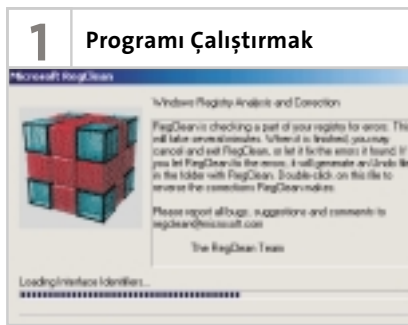 1
Programı Çalıştırmak
Microsoft RegClean
Windows Registry Analysis and Correction
RegClean is checking a part of your registry for errors. This
will take several minutes. When it is finished, you may
cancel and exit RegClean, or let it fix the errors it found. If
you let RegClean fix the errors, it will generate an Undo file
in the folder with RegClean. Double-click on this file to
reverse the corrections RegClean makes.
Please report all bugs, suggestions and comments to
regclean@microsoft.com
The RegClean Team
Loading Interface Identifiers...